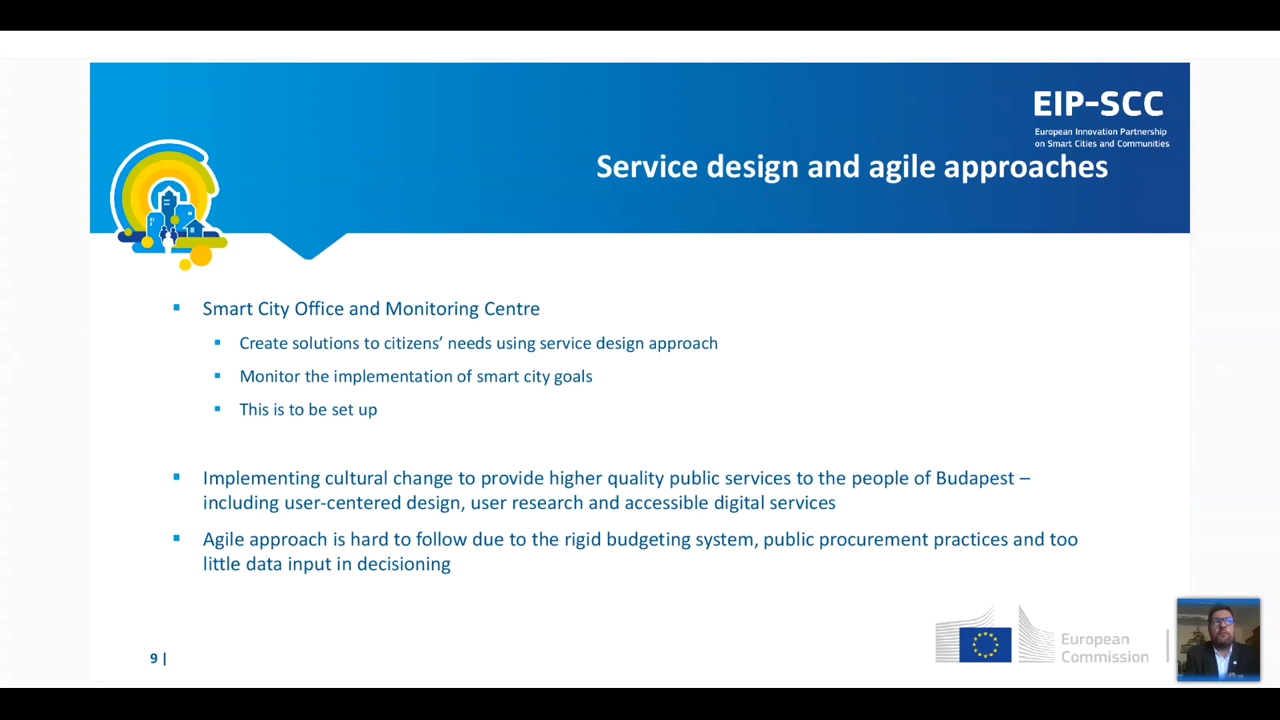 EIP-SCC
European Innovation Partnership
on Smart Cities and Communities
Service design and agile approaches
▪ Smart City Office and Monitoring Centre
▪ Create solutions to citizens’ needs using service design approach
▪ Monitor the implementation of smart city goals
▪ This is to be set up
▪ Implementing cultural change to provide higher quality public services to the people of Budapest –
including user-centered design, user research and accessible digital services
▪ Agile approach is hard to follow due to the rigid budgeting system, public procurement practices and too
little data input in decisioning
9 |
European
Commission